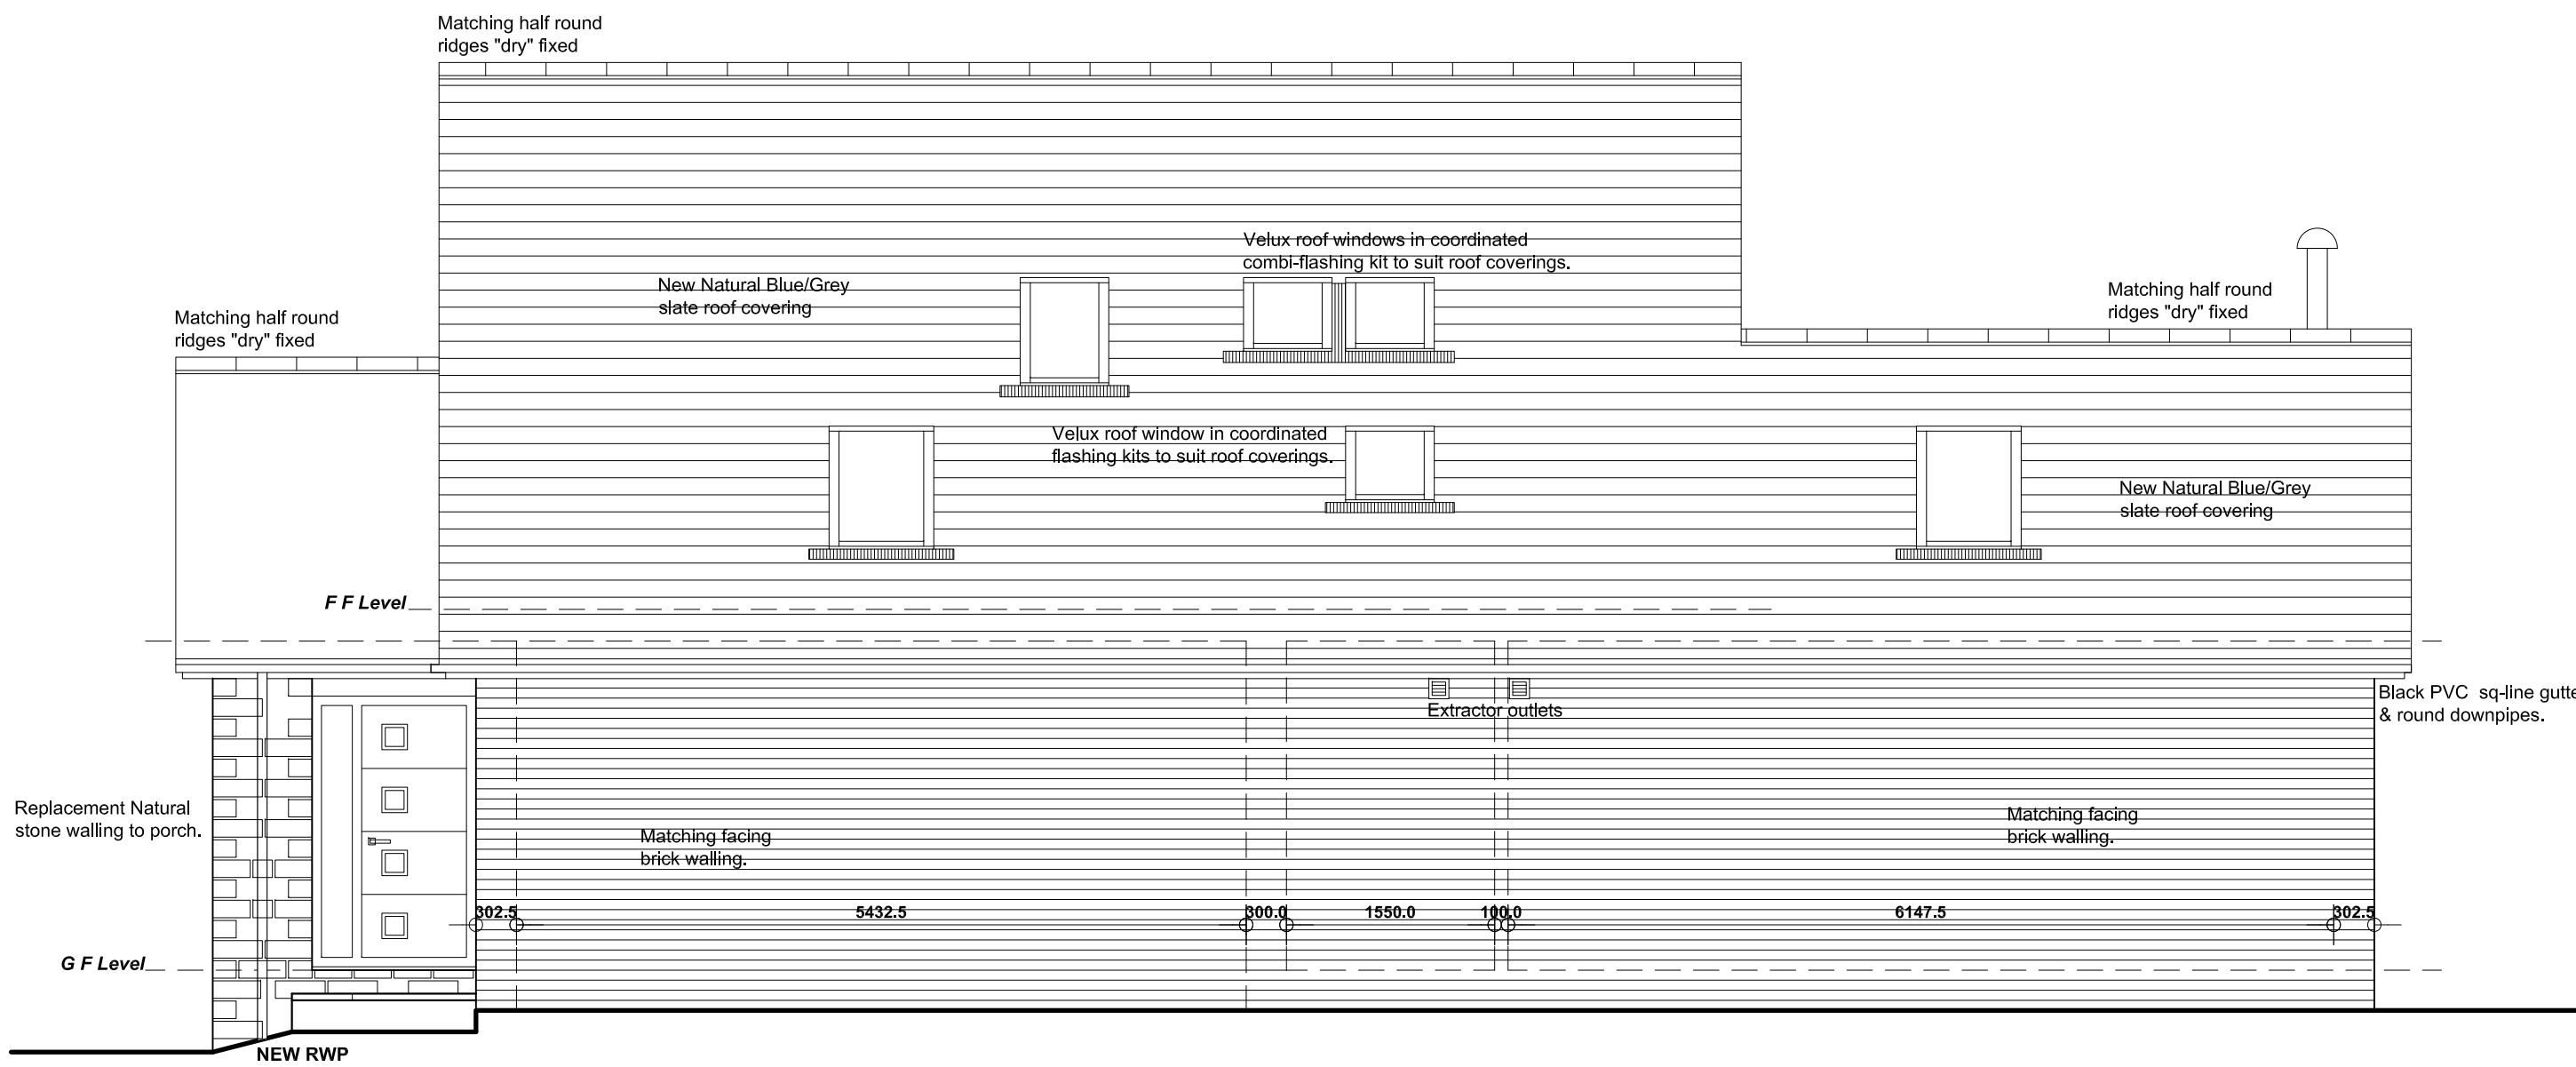 Matching half round
ridges "dry" fixed
Velux roof windows in coordinated
combi-flashing kit to suit roof coverings.
New Natural Blue/Grey
slate roof covering
Matching half round
ridges "dry" fixed
Matching half round
ridges "dry" fixed
Velux roof window in coordinated
flashing kits to suit roof coverings.
New Natural Blue/Grey
slate roof covering
F F Level
Black PVC sq-line gutte
& round downpipes.
Extractor outlets
Replacement Natural
stone walling to porch.
Matching facing
brick walling.
Matching facing
brick walling.
302.5 5432.5 300.0 1550.0 100.0 6147.5 302.5
G F Level
NEW RWP